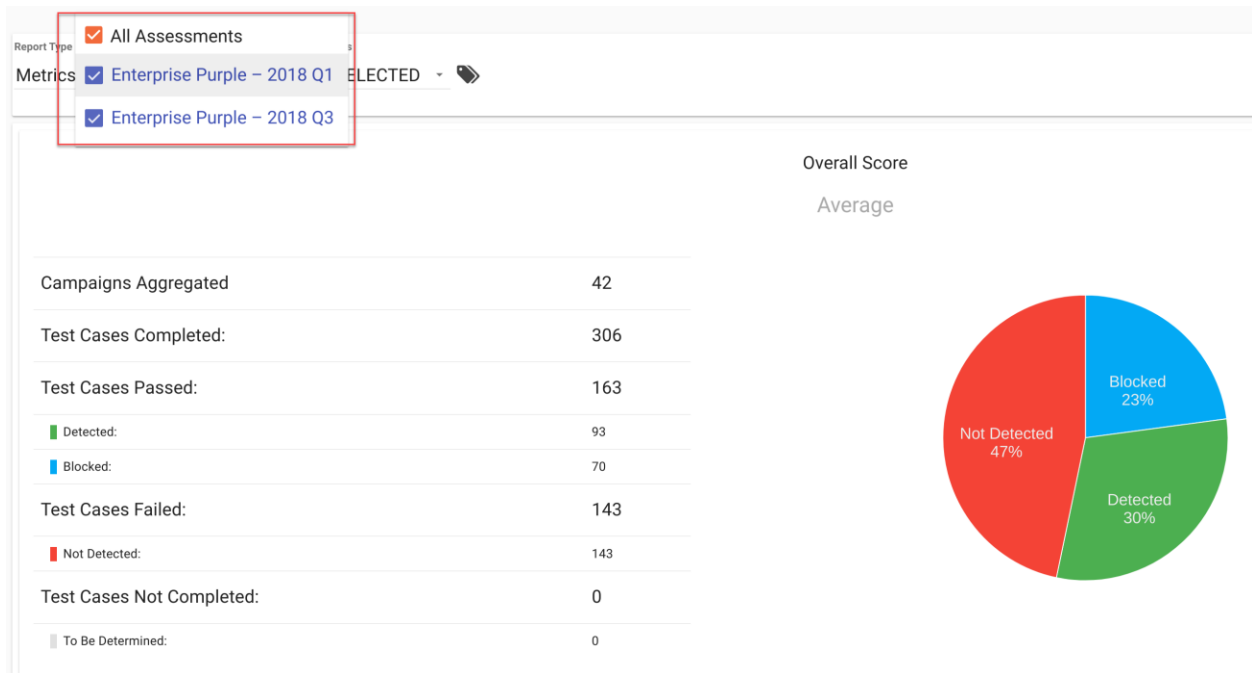 All Assessments
Report Type
Metrics
Enterprise Purple – 2018 Q1
ELECTED
Enterprise Purple – 2018 Q3
Overall Score
Average
Campaigns Aggregated 42
Test Cases Completed: 306
Test Cases Passed: 163
Detected: 93
Blocked: 70
Test Cases Failed: 143
Not Detected: 143
Test Cases Not Completed: 0
To Be Determined: 0
Blocked
23%
Not Detected
47%
Detected
30%